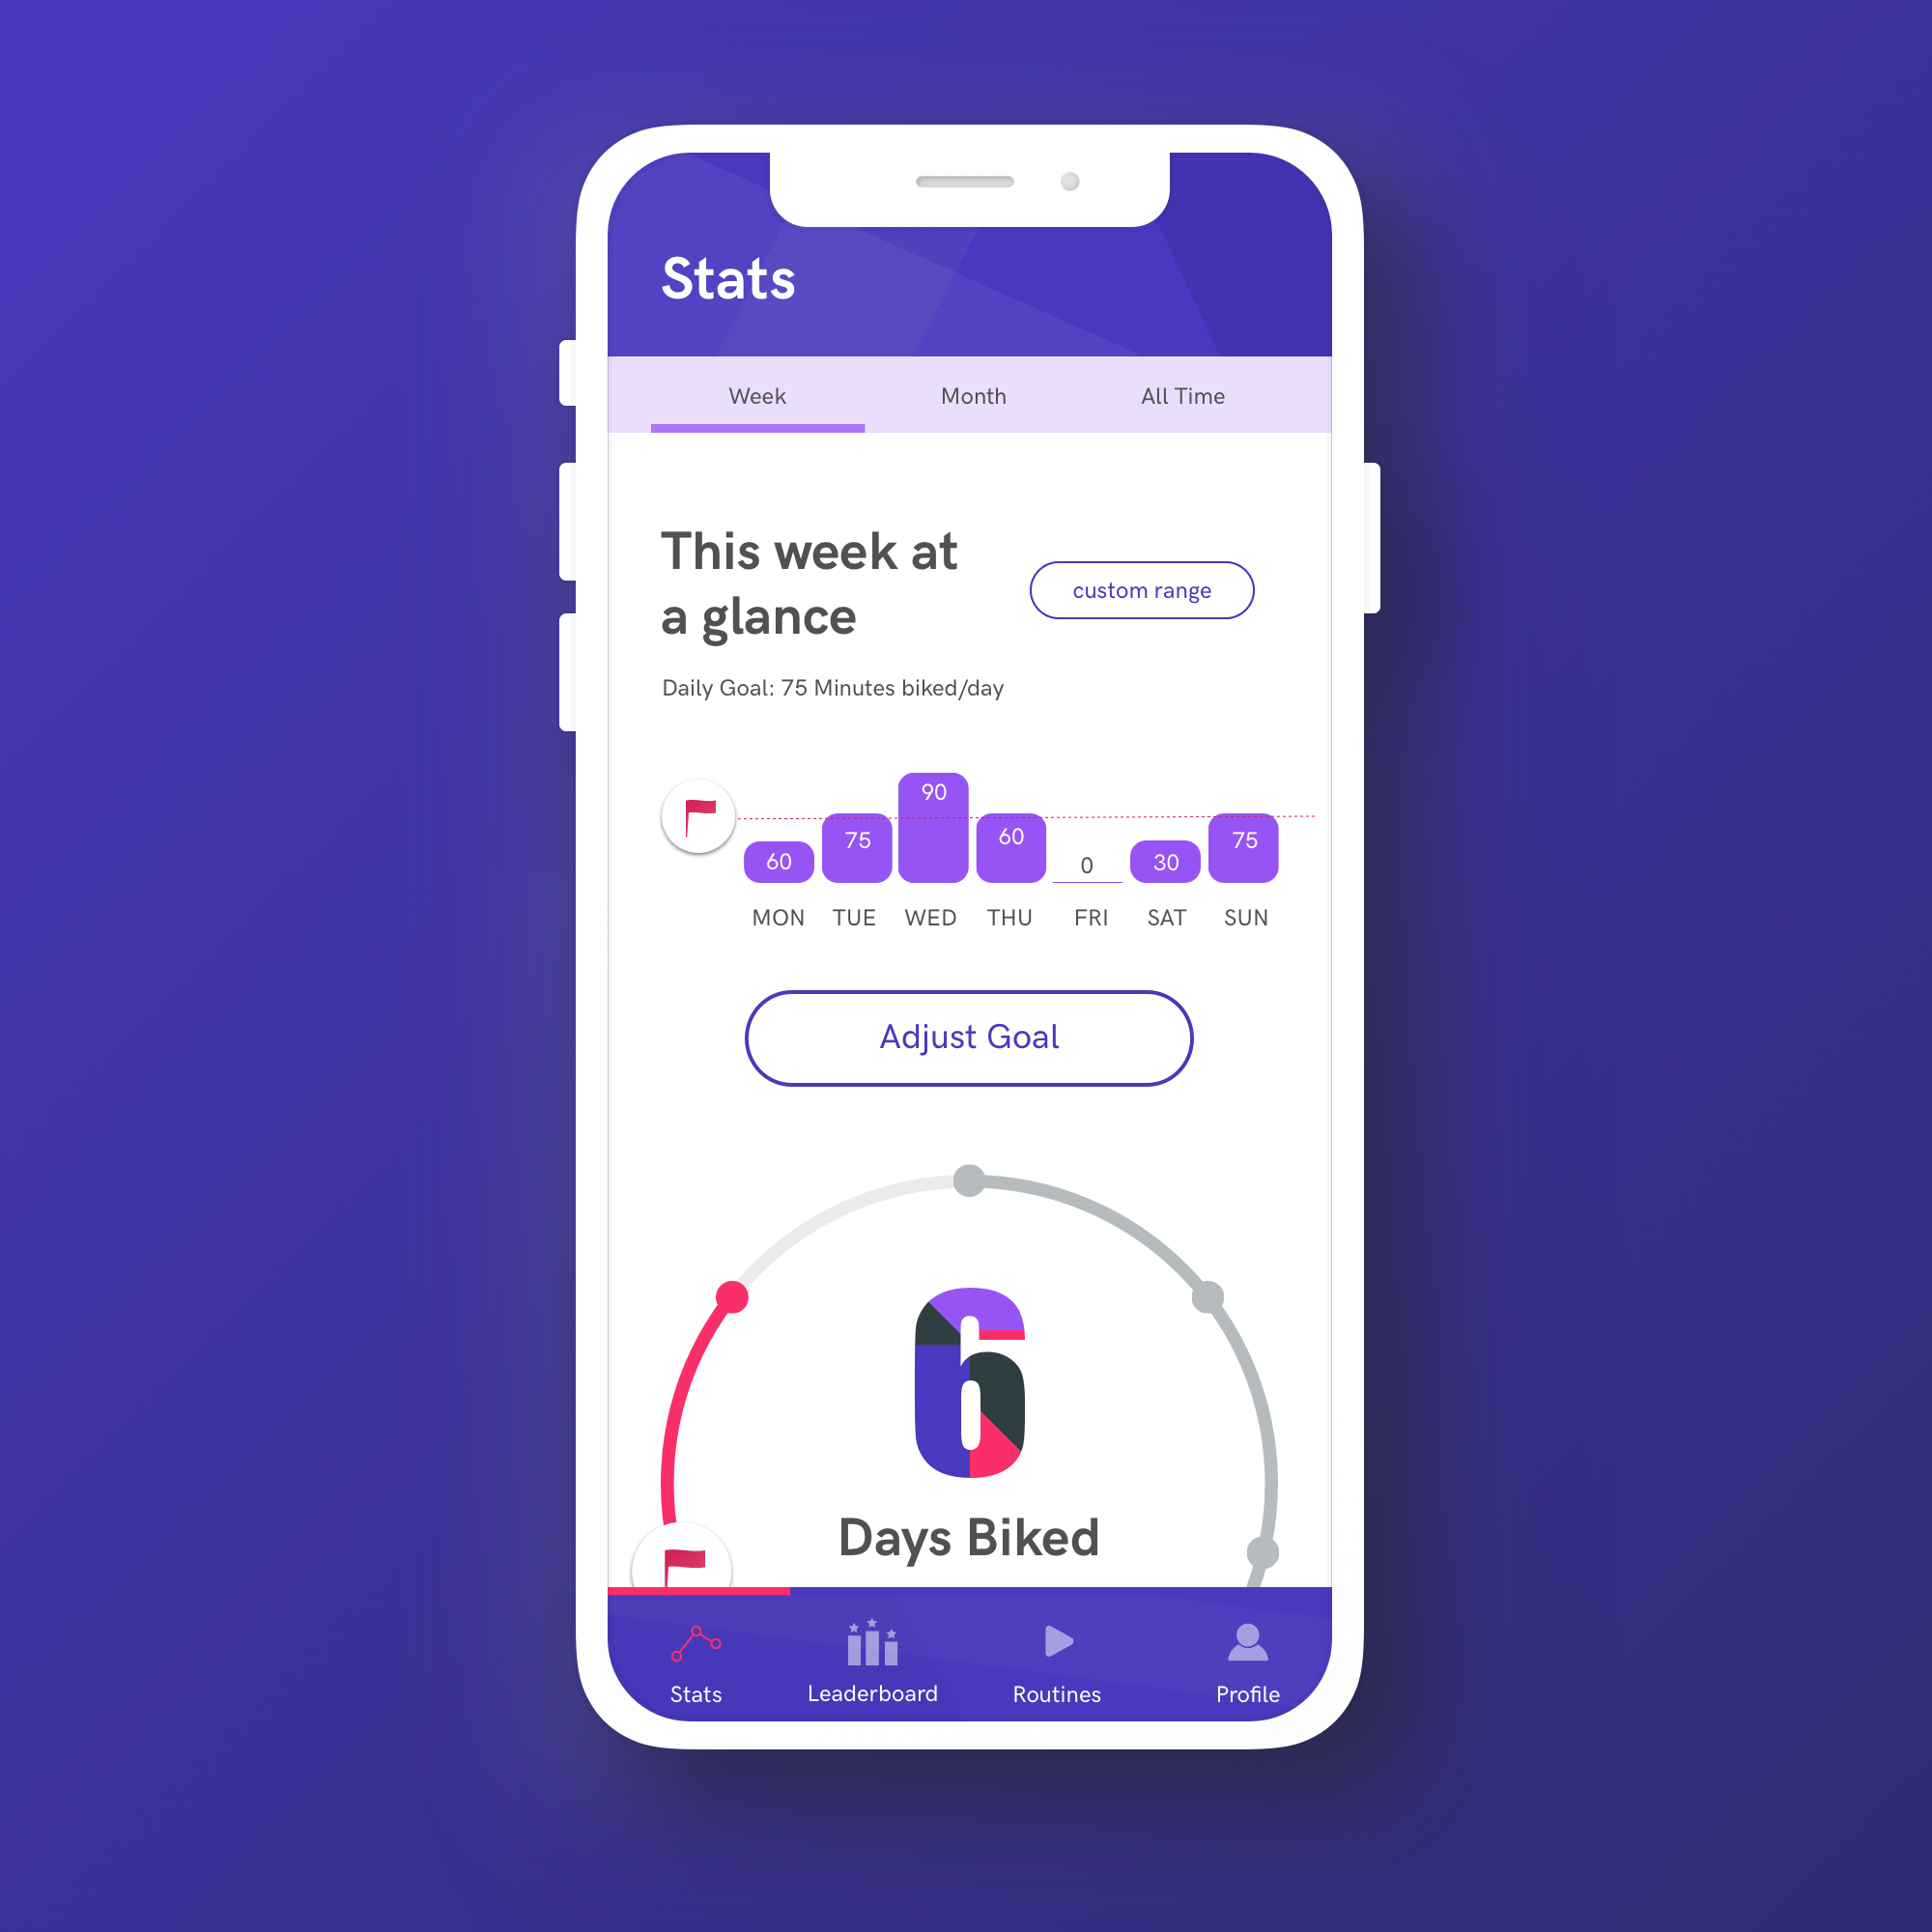 Stats
Week Month All Time
This week at
a glance
custom range
Daily Goal: 75 Minutes biked/day
60 75 90 60 0 30 75
MON TUE WED THU FRI SAT SUN
Adjust Goal
6
Days Biked
Stats Leaderboard Routines Profile